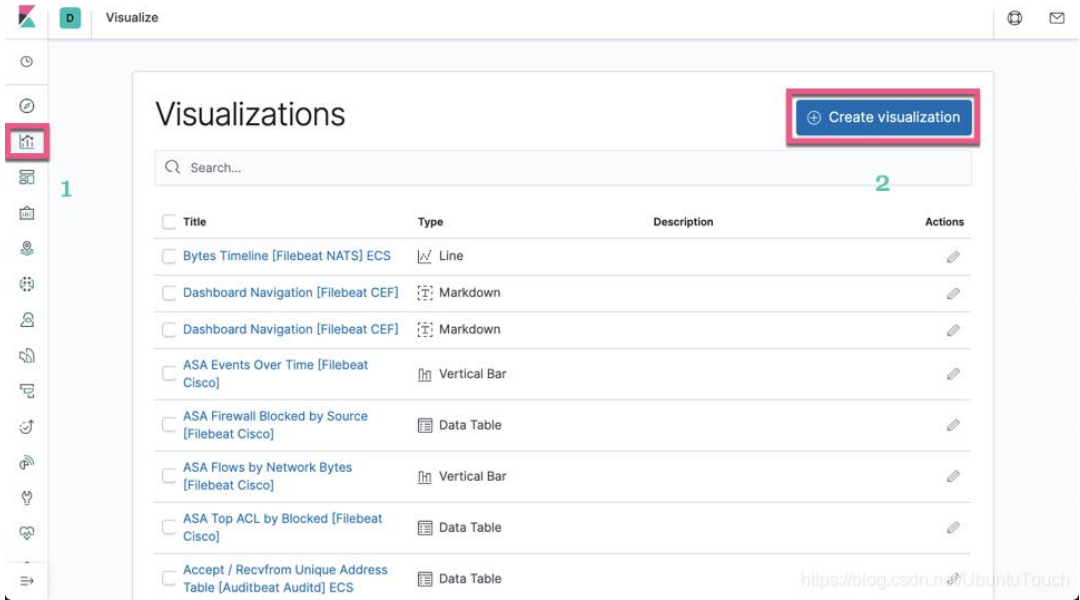 D Visualize
Visualizations
Create visualization
Search...
1
2
Title Type Description Actions
Bytes Timeline [Filebeat NATS] ECS Line
Dashboard Navigation [Filebeat CEF] Markdown
Dashboard Navigation [Filebeat CEF] Markdown
ASA Events Over Time [Filebeat
Cisco] Vertical Bar
ASA Firewall Blocked by Source
[Filebeat Cisco] Data Table
ASA Flows by Network Bytes
[Filebeat Cisco] Vertical Bar
ASA Top ACL by Blocked [Filebeat
Cisco] Data Table
Accept / Recvfrom Unique Address
Table [Auditbeat Auditd] ECS Data Table
https://blog.csdn.net/UbuntuTouch